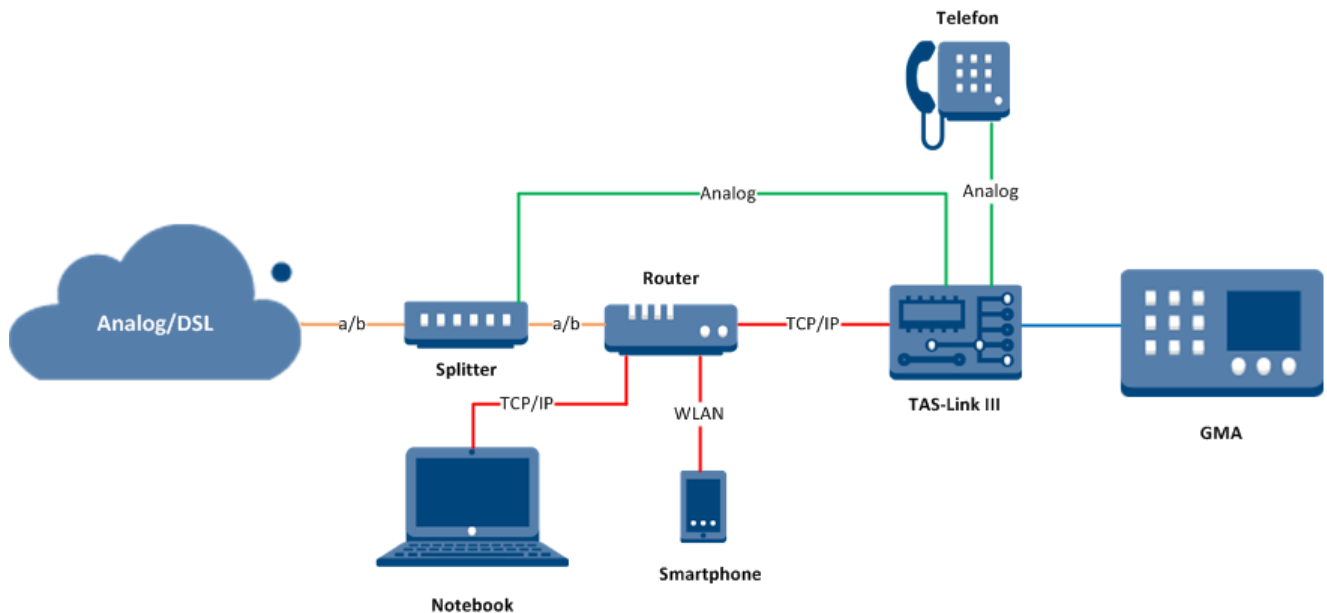 Telefon
Analog
Analog
Router
Analog/DSL
a/b
a/b
TCP/IP
Splitter
TCP/IP
WLAN
TAS-Link III
GMA
Smartphone
Notebook